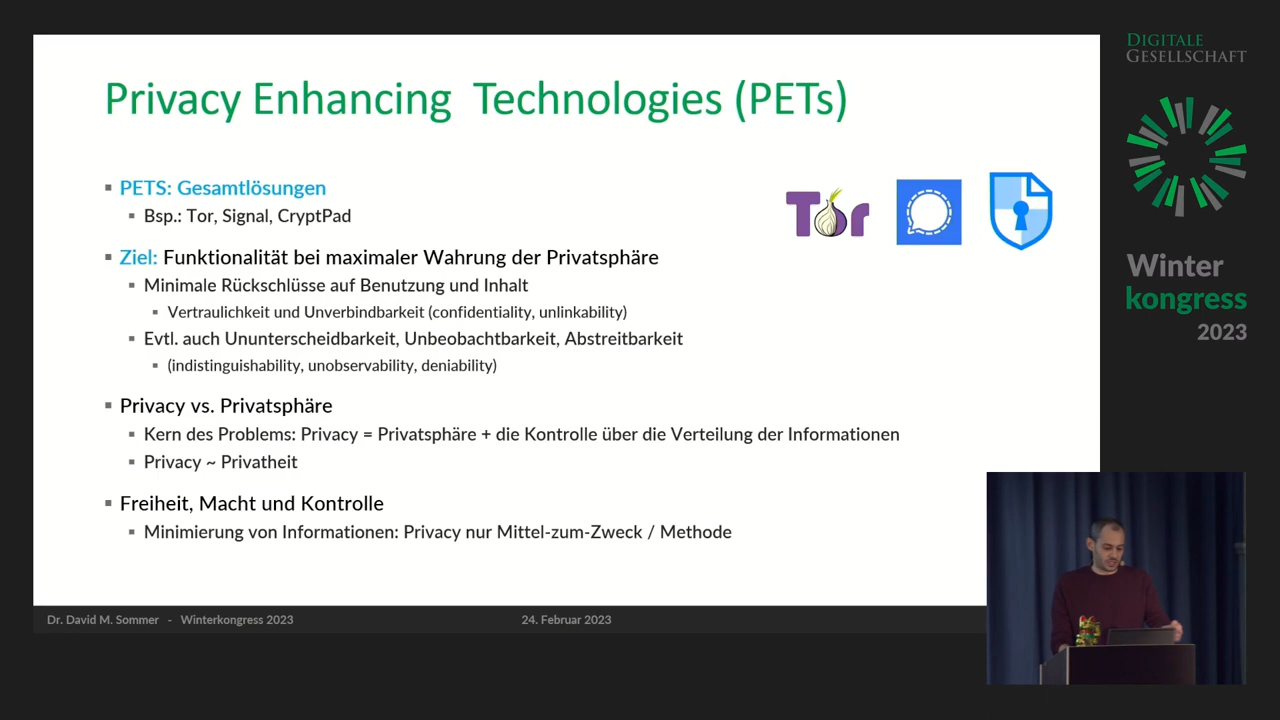 Privacy Enhancing  Technologies (PETs)
PETS: Gesamtlösungen
Bsp.: Tor, Signal, CryptPad
Ziel: Funktionalität bei maximaler Wahrung der Privatsphäre
Minimale Rückschlüsse auf Benutzung und Inhalt
Vertraulichkeit und Unverbindbarkeit (confidentiality, unlinkability)
Evtl. auch Ununterscheidbarkeit, Unbeobachtbarkeit, Abstreitbarkeit
(indistinguishability, unobservability, deniability)
Privacy vs. Privatsphäre
Kern des Problems: Privacy = Privatsphäre + die Kontrolle über die Verteilung der Informationen
Privacy ~ Privatheit
Freiheit, Macht und Kontrolle
Minimierung von Informationen: Privacy nur Mittel-zum-Zweck / Methode
Tor
Dr. David M. Sommer - Winterkongress 2023
24. Februar 2023
DIGITALE
GESELLSCHAFT
Winter
kongress
2023